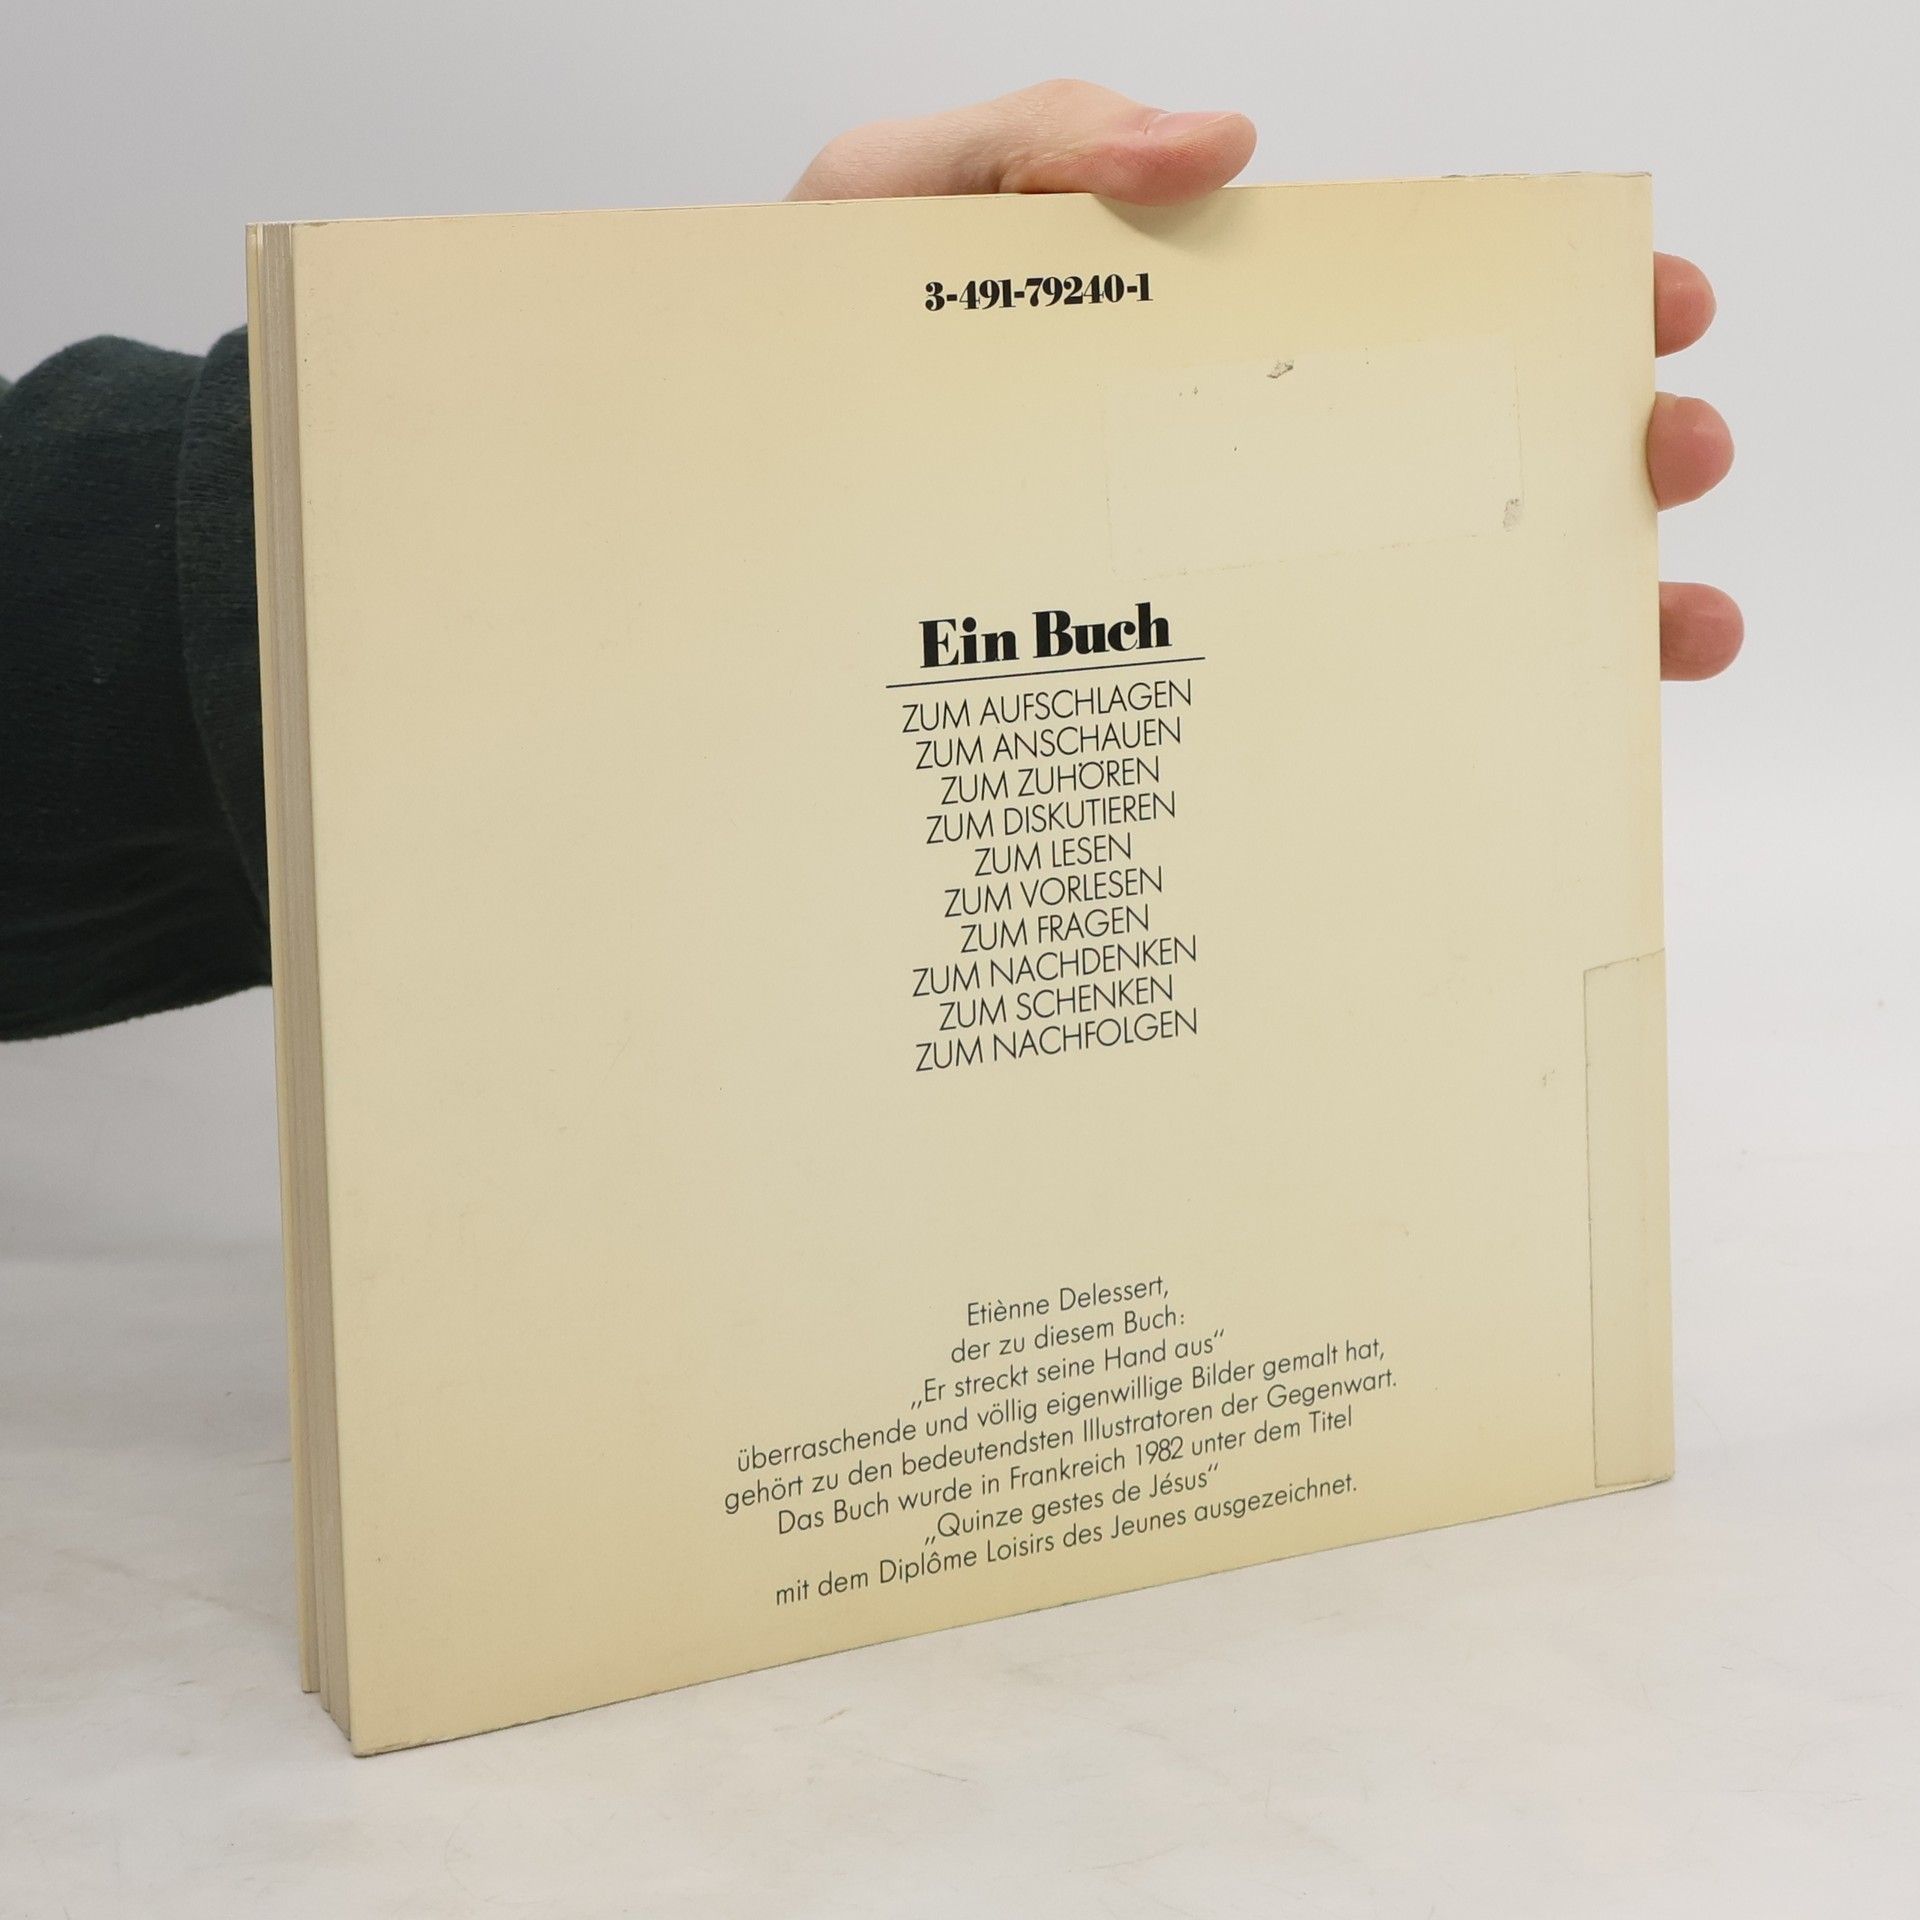 3-491-79240-1
Ein Buch
ZUM AUFSCHLAGEN
ZUM ANSCHAUEN
ZUM ZUHÖREN
ZUM DISKUTIEREN
ZUM LESEN
ZUM VORLESEN
ZUM FRAGEN
ZUM NACHDENKEN
ZUM SCHENKEN
ZUM NACHFOLGEN
Etiènne Delessert,
der zu diesem Buch:
„Er streckt seine Hand aus“
überraschende und völlig eigenwillige Bilder gemalt hat,
gehört zu den bedeutendsten Illustratoren der Gegenwart.
Das Buch wurde in Frankreich 1982 unter dem Titel
„Quinze gestes de Jésus“
mit dem Diplôme Loisirs des Jeunes ausgezeichnet.